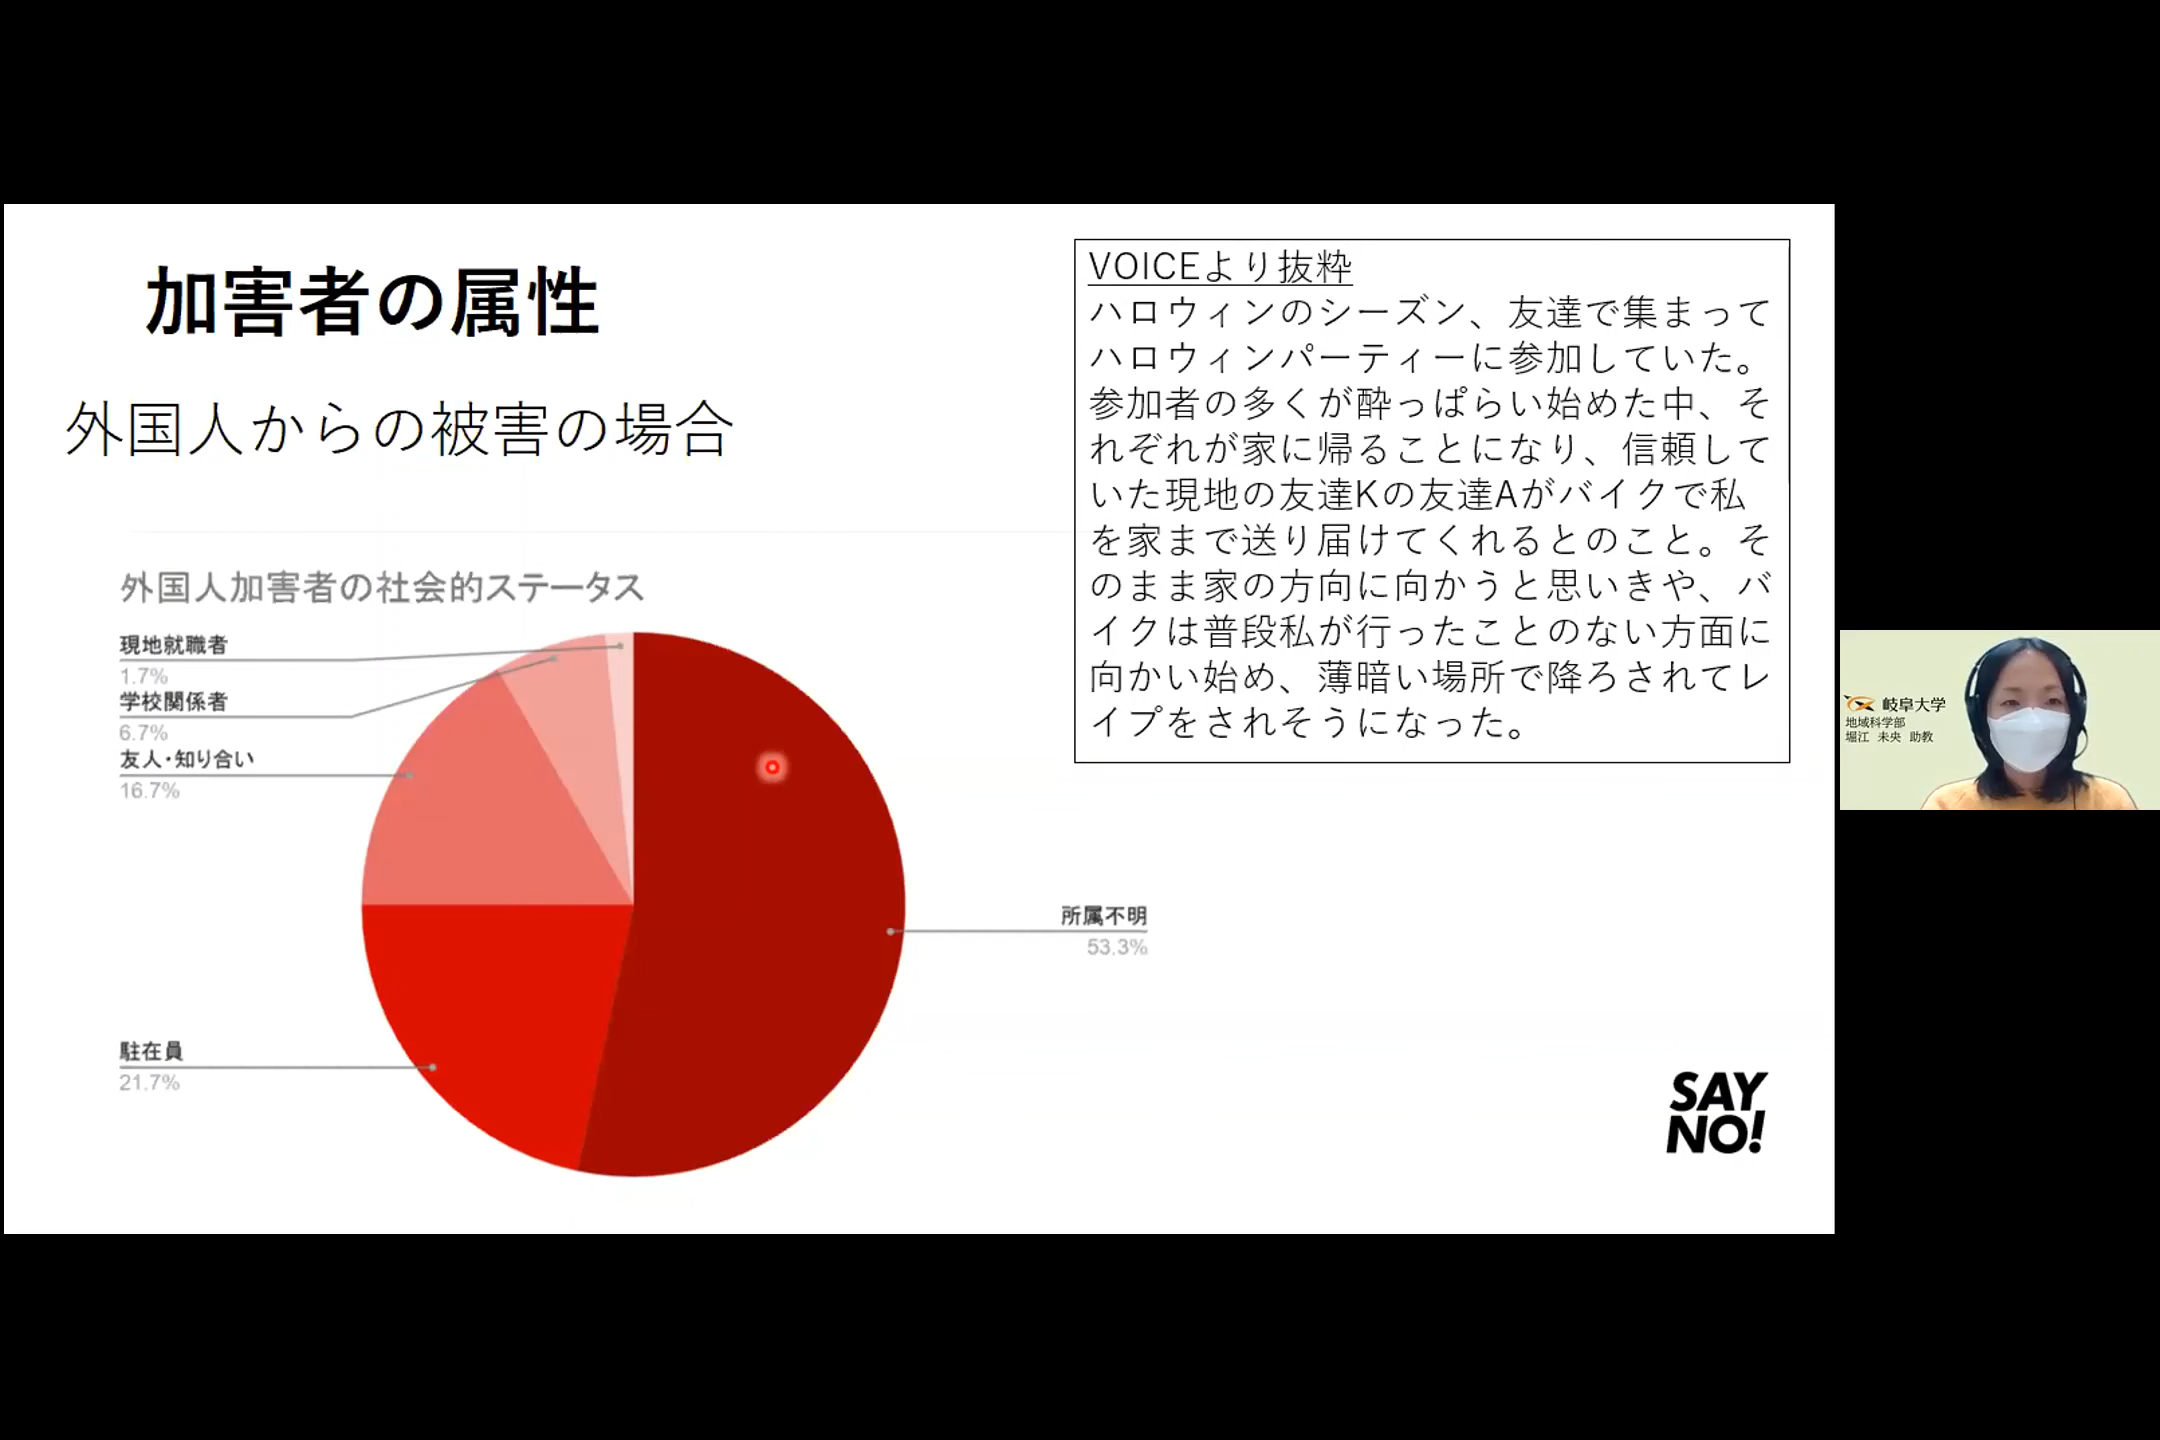 加害者の属性
外国人からの被害の場合
外国人加害者の社会的ステータス
現地就職者
1.7%
学校関係者
6.7%
友人・知り合い
16.7%
駐在員
21.7%
所属不明
53.3%
VOICEより抜粋
ハロウィンのシーズン、友達で集まって
ハロウィンパーティーに参加していた。
参加者の多くが酔っぱらい始めた中、そ
れぞれが家に帰ることになり、信頼して
いた現地の友達Kの友達Aがバイクで私
を家まで送り届けてくれるとのこと。そ
のまま家の方向に向かうと思いきや、バ
イクは普段私が行ったことのない方面に
向かい始め、薄暗い場所で降ろされてレ
イプをされそうになった。
SAY
NO!
岐阜大学
地域科学部
堀江 未央 助教